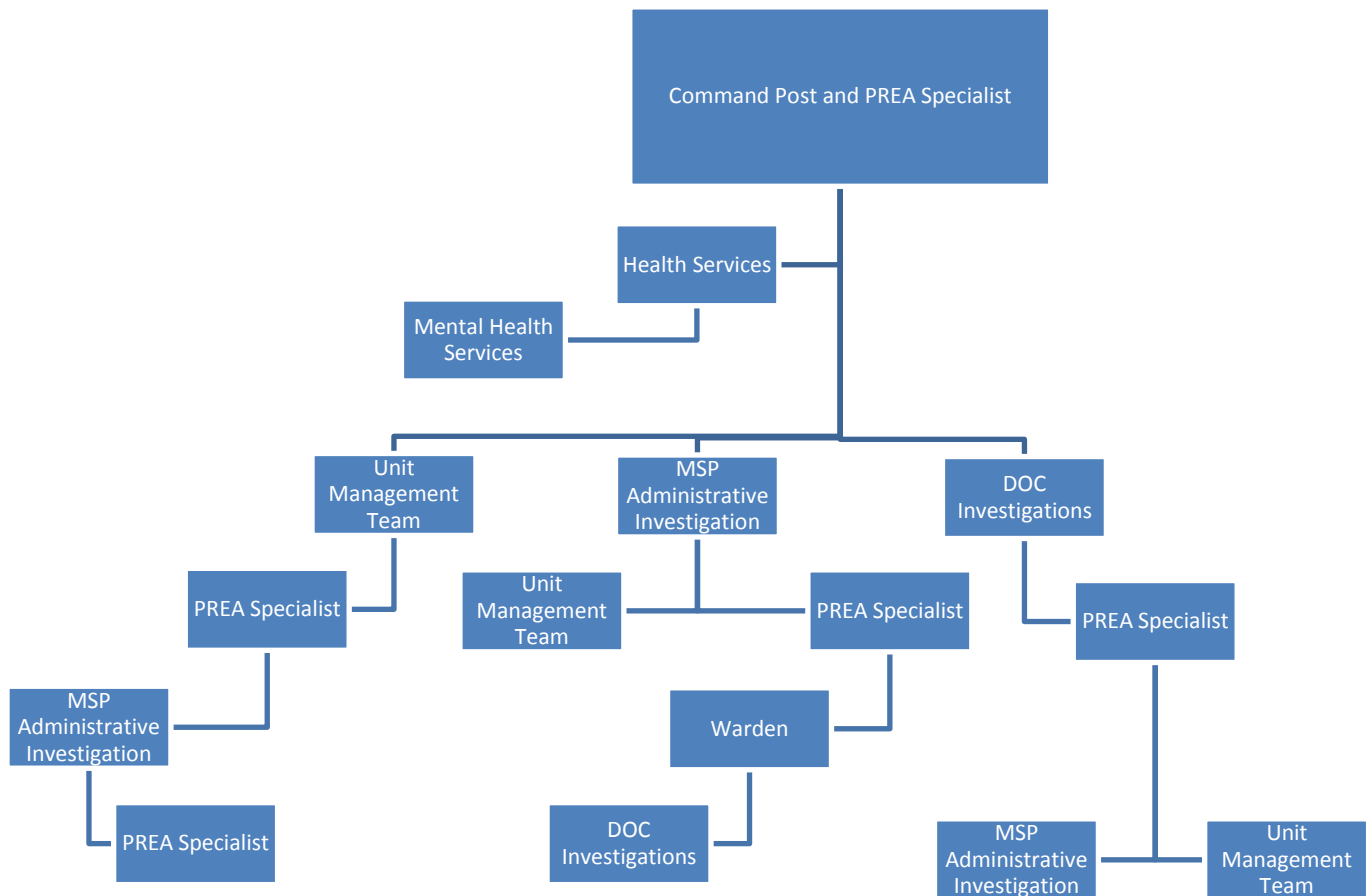 Command Post and PREA Specialist
Health Services
Mental Health
Services
Unit
Management
Team
MSP
Administrative
Investigation
DOC
Investigations
PREA Specialist
Unit
Management
Team
PREA Specialist
PREA Specialist
MSP
Administrative
Investigation
Warden
PREA Specialist
DOC
Investigations
MSP
Administrative
Investigation
Unit
Management
Team